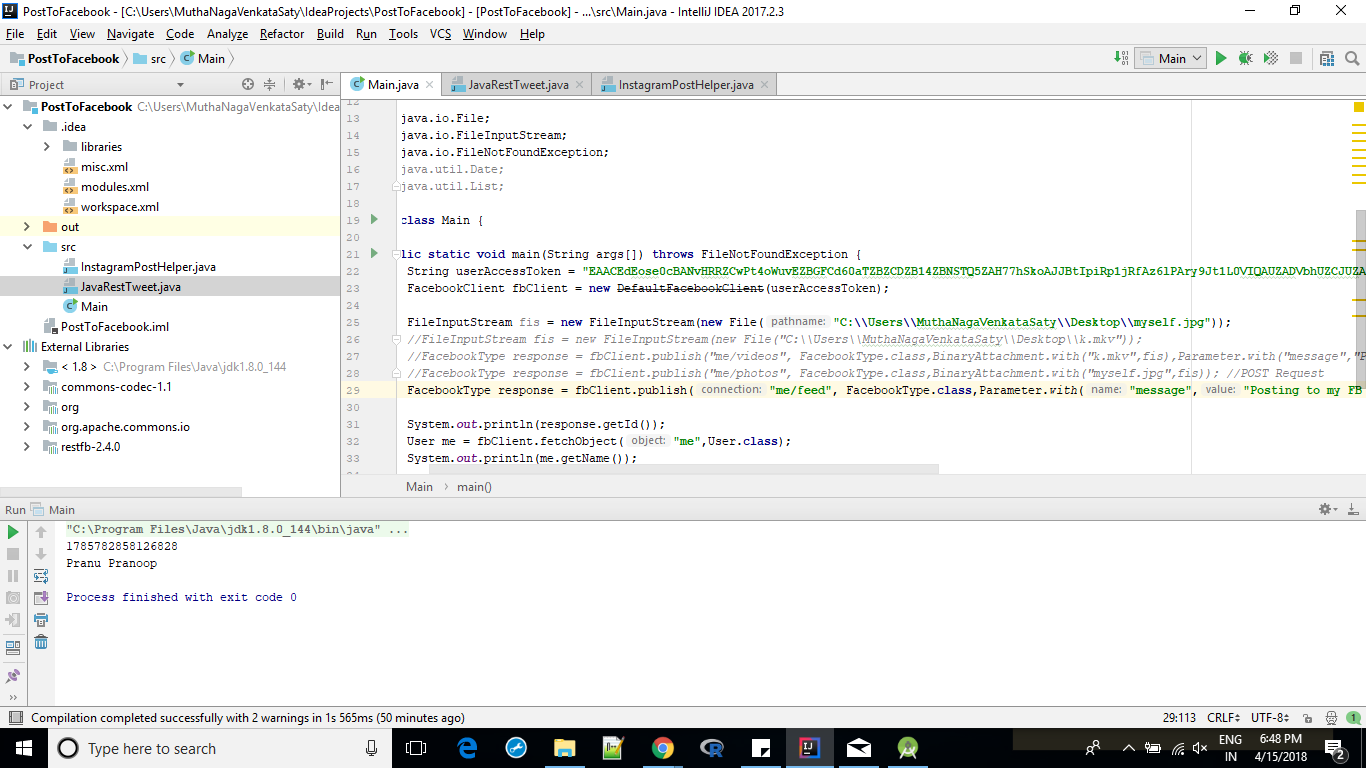 PostToFacebook - [C:\Users\MuthaNagaVenkataSaty\IdeaProjects\PostToFacebook] - [PostToFacebook] - ...\src\Main.java - IntelliJ IDEA 2017.2.3
File Edit View Navigate Code Analyze Refactor Build Run Tools VCS Window Help
PostToFacebook src Main
Main
Project
Main.java JavaRestTweet.java InstagramPostHelper.java
PostToFacebook C:\Users\MuthaNagaVenkataSaty\Idea
.idea
libraries
misc.xml
modules.xml
workspace.xml
out
src
InstagramPostHelper.java
JavaRestTweet.java
Main
PostToFacebook.iml
External Libraries
< 1.8 > C:\Program Files\Java\jdk1.8.0_144
commons-codec-1.1
org
org.apache.commons.io
restfb-2.4.0
12
13 java.io.File;
14 java.io.FileInputStream;
15 java.io.FileNotFoundException;
16 java.util.Date;
17 java.util.List;
18
19 class Main {
20
21 lic static void main(String args[]) throws FileNotFoundException {
22 String userAccessToken =
23 FacebookClient fbClient = new DefaultFacebookClient(userAccessToken);
24
25 FileInputStream fis = new FileInputStream(new File( pathname: "C:\\Users\\MuthaNagaVenkataSaty\\Desktop\\myself.jpg"));
26 //FileInputStream fis = new FileInputStream(new File("C:\\Users\\MuthaNagaVenkataSaty\\Desktop\\k.mkv"));
27 //FacebookType response = fbClient.publish("me/videos", FacebookType.class,BinaryAttachment.with("k.mkv",fis),Parameter.with("message","P
28 //FacebookType response = fbClient.publish("me/photos", FacebookType.class,BinaryAttachment.with("myself.jpg",fis)); //POST Request
29 FacebookType response = fbClient.publish( connection: "me/feed", FacebookType.class,Parameter.with( name: "message", value: "Posting to my FB
30
31 System.out.println(response.getId());
32 User me = fbClient.fetchObject( object: "me",User.class);
33 System.out.println(me.getName());
Main main()
Run Main
"C:\Program Files\Java\jdk1.8.0_144\bin\java" ...
1785782858126828
Pranu Pranoop
Process finished with exit code 0
Compilation completed successfully with 2 warnings in 1s 565ms (50 minutes ago)
29:113 CRLF UTF-8 1
Type here to search
ENG
IN
6:48 PM
4/15/2018
2